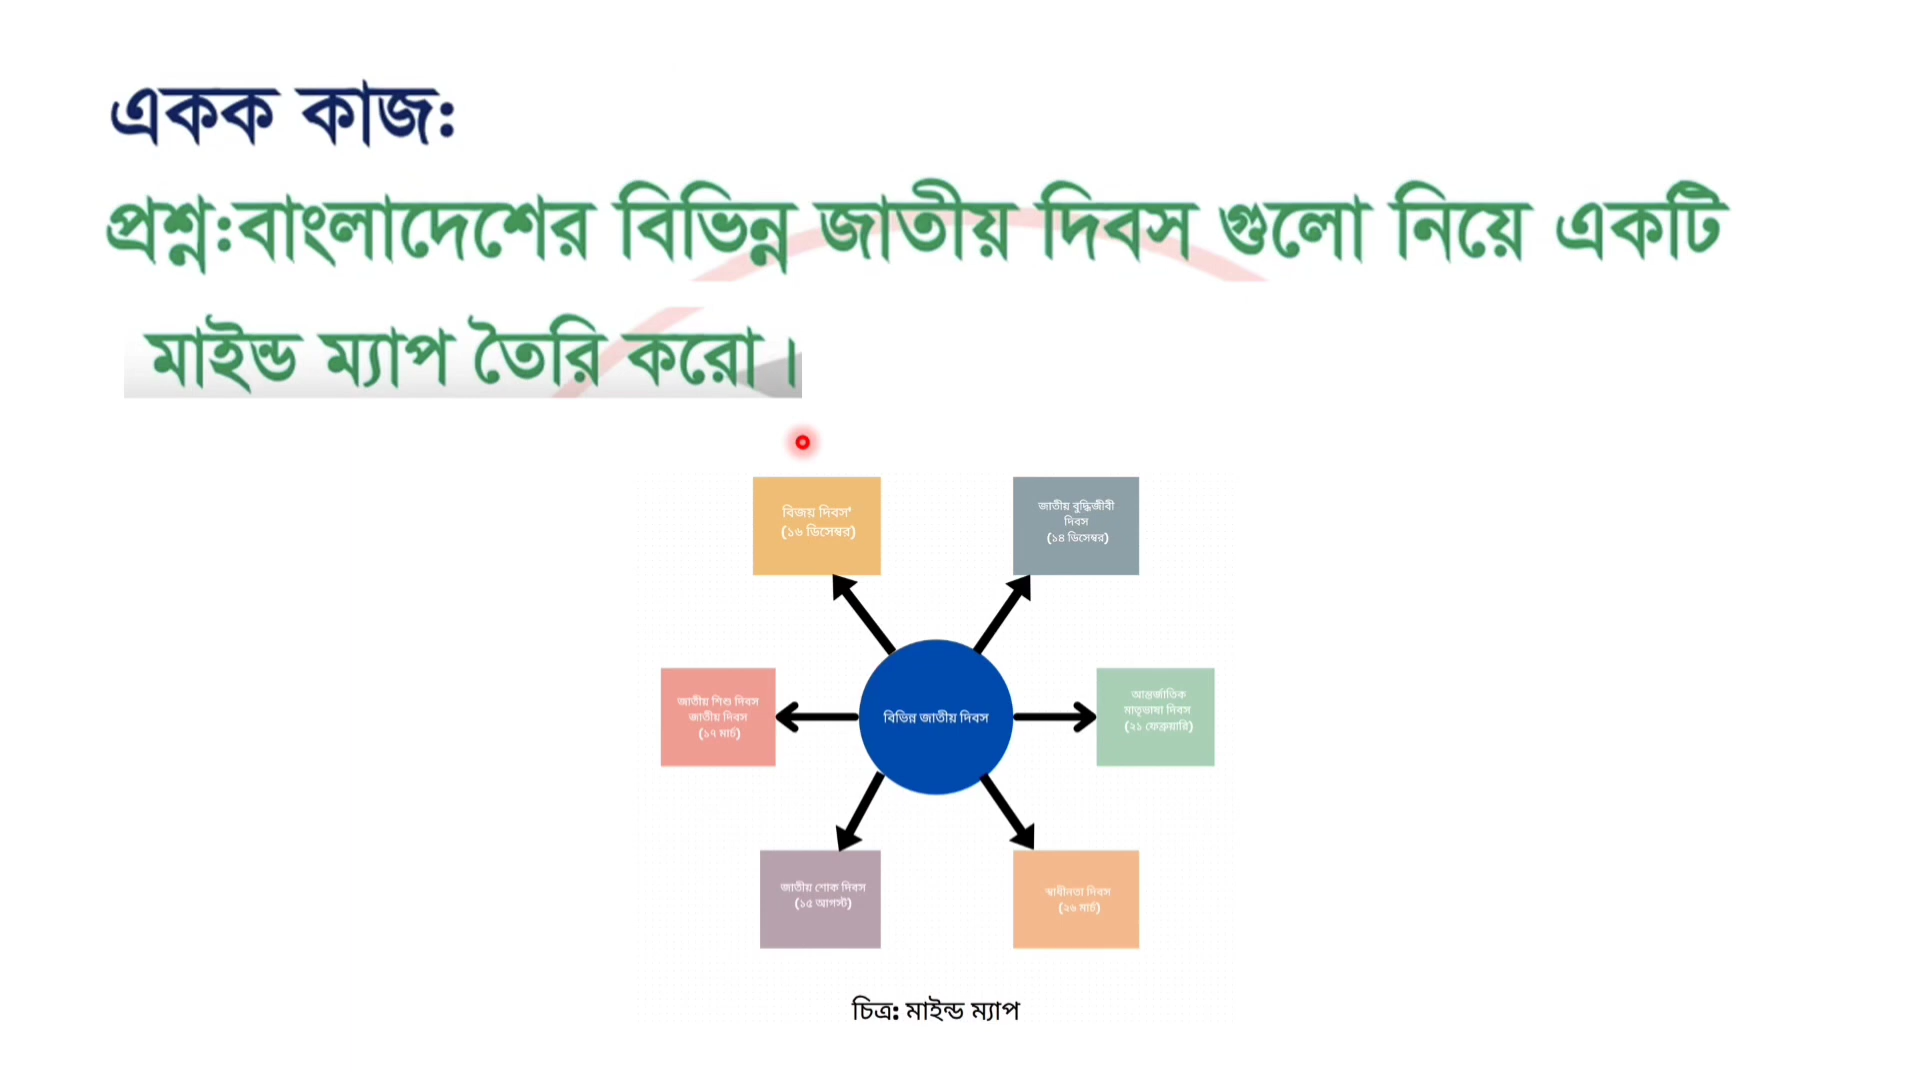 একক কাজ:
প্রশ্ন:বাংলাদেশের বিভিন্ন জাতীয় দিবস গুলো নিয়ে একটি
মাইন্ড ম্যাপ তৈরি করো।
বিজয় দিবস'
(১৬ ডিসেম্বর)
জাতীয় বুদ্ধিজীবী
দিবস
(১৪ ডিসেম্বর)
জাতীয় শিশু দিবস
জাতীয় দিবস
(১৭ মার্চ)
বিভিন্ন জাতীয় দিবস
আন্তর্জাতিক
মাতৃভাষা দিবস
(২১ ফেব্রুয়ারি)
জাতীয় শোক দিবস
(১৫ আগস্ট)
স্বাধীনতা দিবস
(২৬ মার্চ)
চিত্র: মাইন্ড ম্যাপ